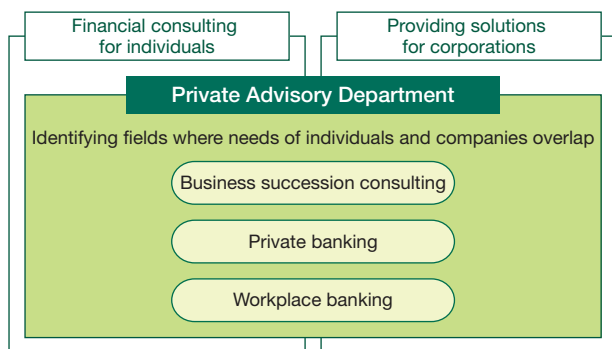 Financial consulting
for individuals
Providing solutions
for corporations
Private Advisory Department
Identifying fields where needs of individuals and companies overlap
Business succession consulting
Private banking
Workplace banking